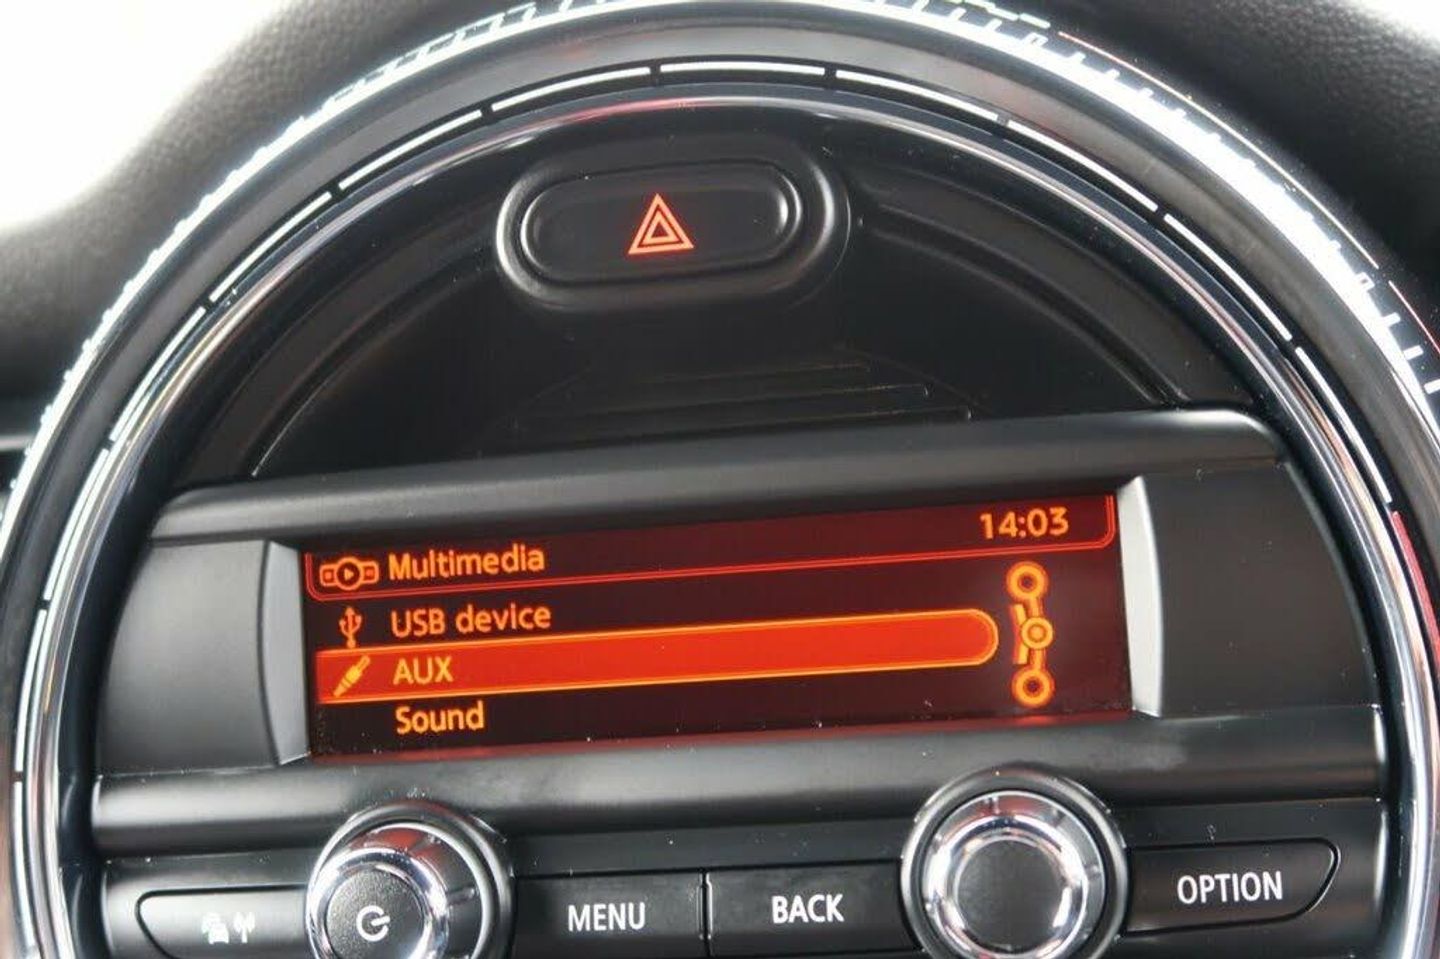 Multimedia 14:03
USB device
AUX
Sound
MENU BACK OPTION